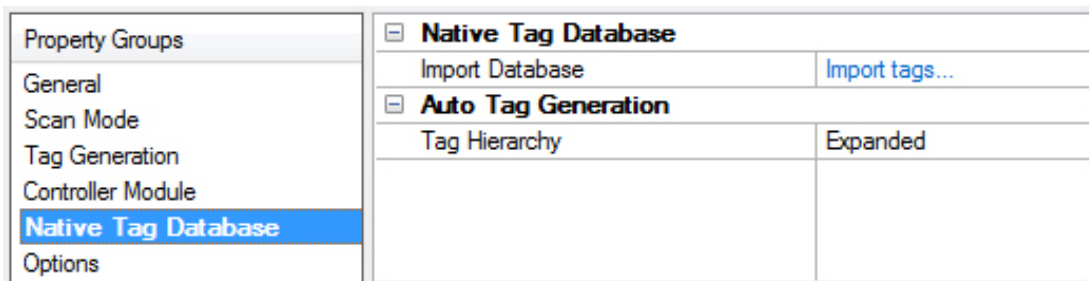 Property Groups
General
Scan Mode
Tag Generation
Controller Module
Native Tag Database
Options
Native Tag Database
Import Database Import tags...
Auto Tag Generation
Tag Hierarchy Expanded